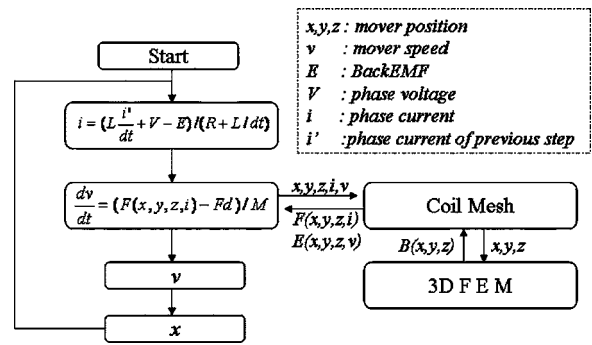 Start
i = (L i'/dt + V − E) / (R + L / dt)
dv/dt = (F(x, y, z, i) − Fd) / M
v
x
x,y,z,i,v
F(x,y,z,i)
E(x,y,z,v)
Coil Mesh
B(x,y,z)
x,y,z
3D F E M
x,y,z : mover position
v : mover speed
E : BackEMF
V : phase voltage
i : phase current
i' :phase current of previous step